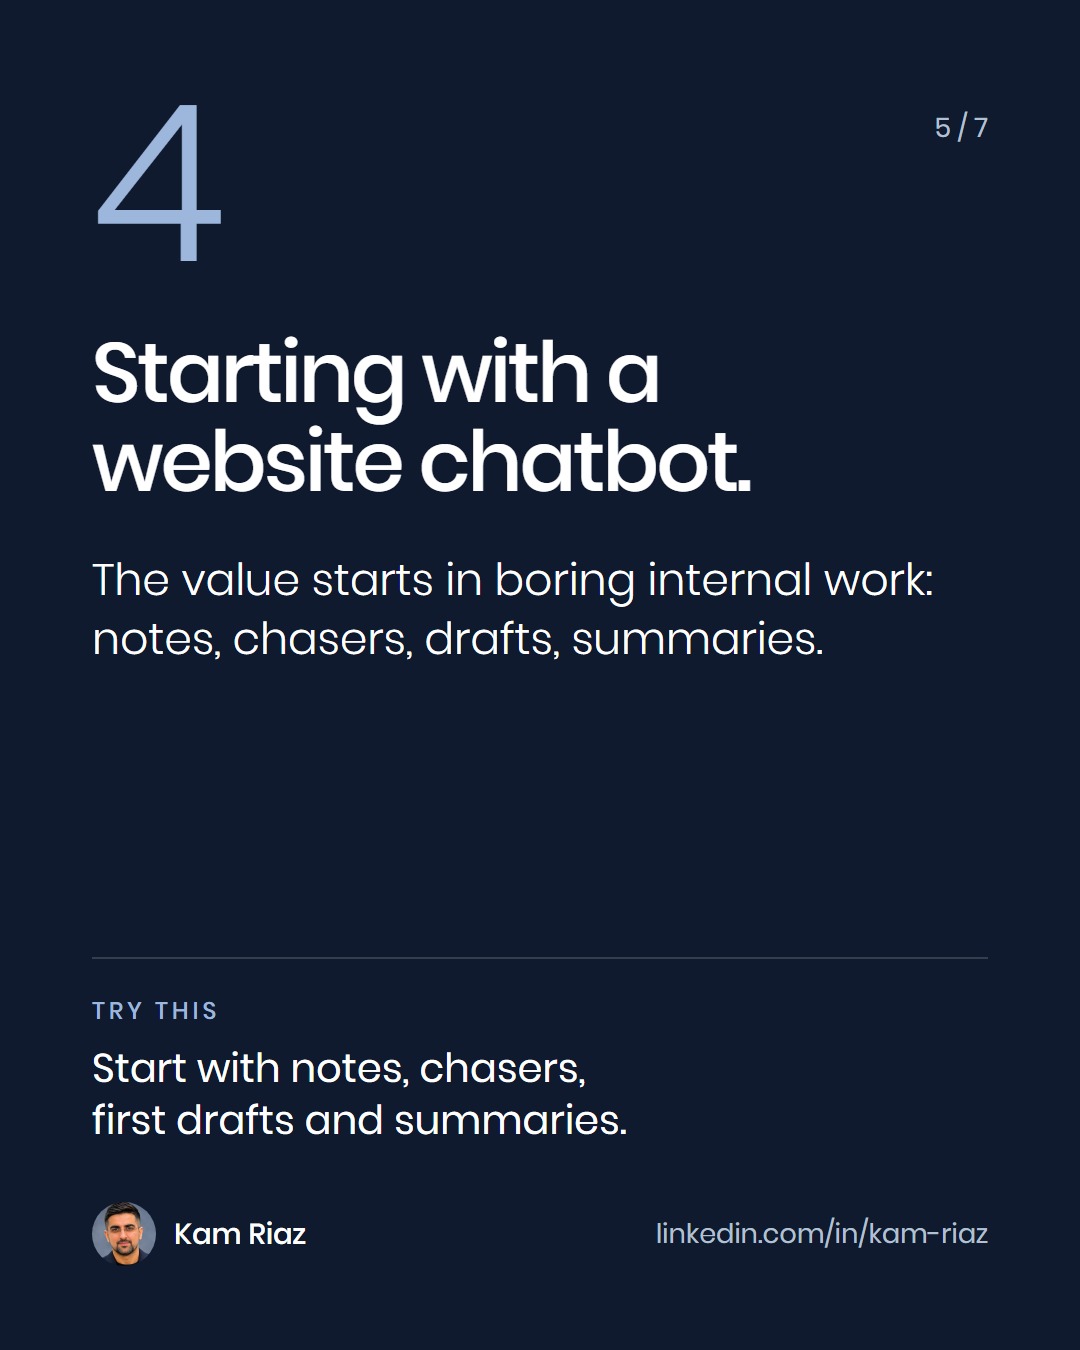 4
5 / 7
Starting with a
website chatbot.
The value starts in boring internal work:
notes, chasers, drafts, summaries.
TRY THIS
Start with notes, chasers,
first drafts and summaries.
Kam Riaz
linkedin.com/in/kam-riaz